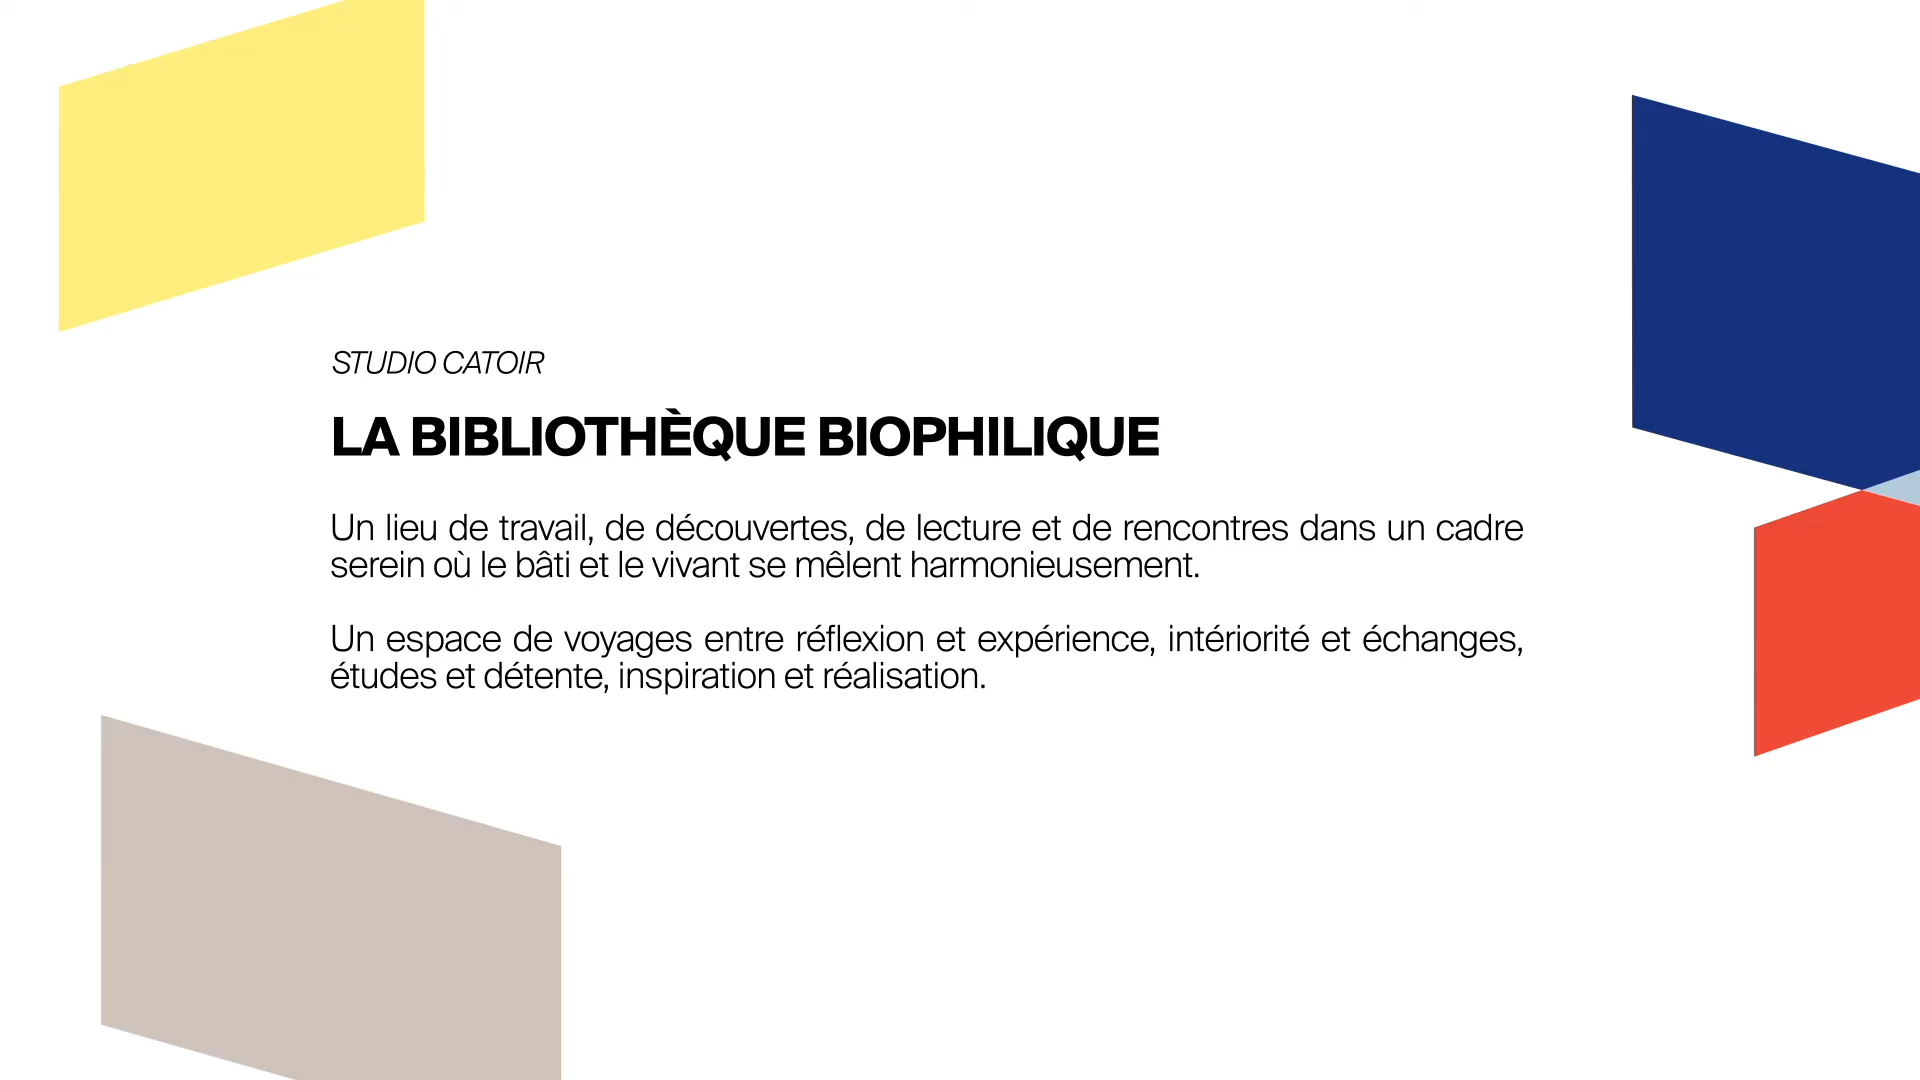 STUDIO CATOIR
LA BIBLIOTHÈQUE BIOPHILIQUE
Un lieu de travail, de découvertes, de lecture et de rencontres dans un cadre
serein où le bâti et le vivant se mêlent harmonieusement.
Un espace de voyages entre réflexion et expérience, intériorité et échanges,
études et détente, inspiration et réalisation.